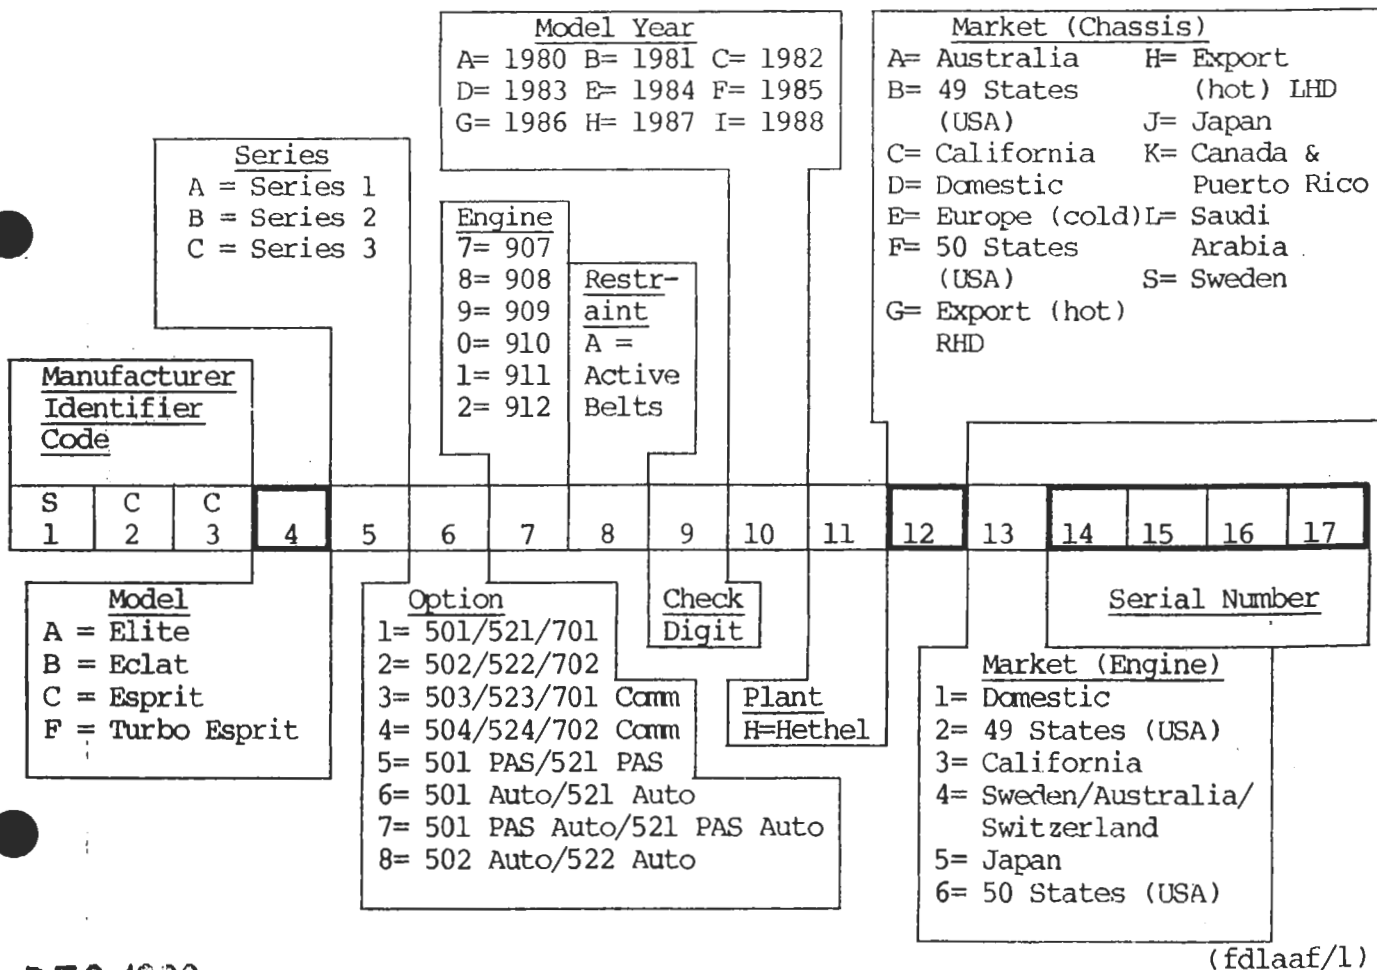 Model Year
A= 1980 B= 1981 C= 1982
D= 1983 E= 1984 F= 1985
G= 1986 H= 1987 I= 1988
Market (Chassis)
A= Australia
B= 49 States
(USA)
C= California
D= Domestic
E= Europe (cold)
F= 50 States
(USA)
G= Export (hot)
RHD
H= Export
(hot) LHD
J= Japan
K= Canada &
Puerto Rico
L= Saudi
Arabia
S= Sweden
Series
A = Series 1
B = Series 2
C = Series 3
Engine
7= 907
8= 908
9= 909
0= 910
1= 911
2= 912
Restr-
aint
A =
Active
Belts
Manufacturer
Identifier
Code
S C C
1 2 3 4 5 6 7 8 9 10 11 12 13 14 15 16 17
Model
A = Elite
B = Eclat
C = Esprit
F = Turbo Esprit
Option
1= 501/521/701
2= 502/522/702
3= 503/523/701 Comm
4= 504/524/702 Comm
5= 501 PAS/521 PAS
6= 501 Auto/521 Auto
7= 501 PAS Auto/521 PAS Auto
8= 502 Auto/522 Auto
Check
Digit
Plant
H=Hethel
Serial Number
Market (Engine)
1= Domestic
2= 49 States (USA)
3= California
4= Sweden/Australia/
Switzerland
5= Japan
6= 50 States (USA)
(fdlaaf/1)